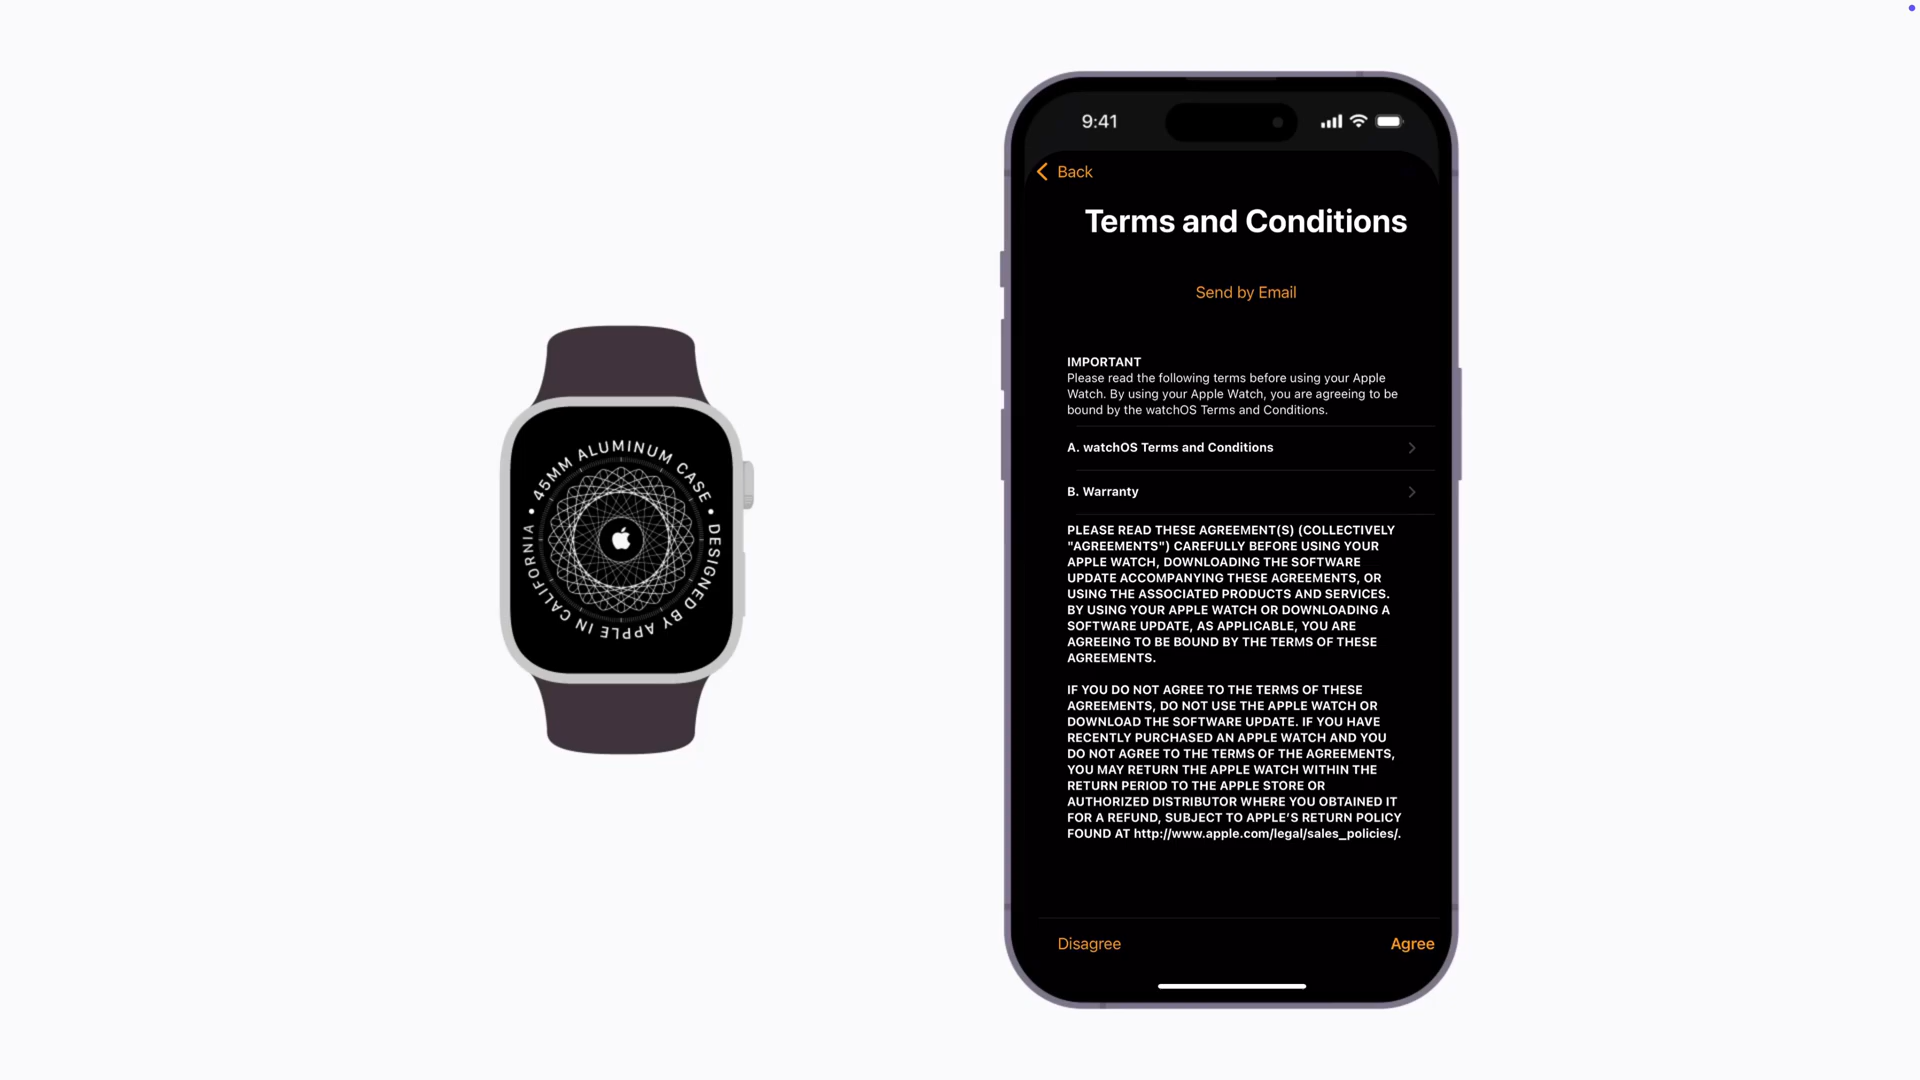 45MM ALUMINUM CASE • DESIGNED BY APPLE IN CALIFORNIA •
9:41
Back
Terms and Conditions
Send by Email
IMPORTANT
Please read the following terms before using your Apple
Watch. By using your Apple Watch, you are agreeing to be
bound by the watchOS Terms and Conditions.
A. watchOS Terms and Conditions
B. Warranty
PLEASE READ THESE AGREEMENT(S) (COLLECTIVELY
"AGREEMENTS") CAREFULLY BEFORE USING YOUR
APPLE WATCH, DOWNLOADING THE SOFTWARE
UPDATE ACCOMPANYING THESE AGREEMENTS, OR
USING THE ASSOCIATED PRODUCTS AND SERVICES.
BY USING YOUR APPLE WATCH OR DOWNLOADING A
SOFTWARE UPDATE, AS APPLICABLE, YOU ARE
AGREEING TO BE BOUND BY THE TERMS OF THESE
AGREEMENTS.
IF YOU DO NOT AGREE TO THE TERMS OF THESE
AGREEMENTS, DO NOT USE THE APPLE WATCH OR
DOWNLOAD THE SOFTWARE UPDATE. IF YOU HAVE
RECENTLY PURCHASED AN APPLE WATCH AND YOU
DO NOT AGREE TO THE TERMS OF THE AGREEMENTS,
YOU MAY RETURN THE APPLE WATCH WITHIN THE
RETURN PERIOD TO THE APPLE STORE OR
AUTHORIZED DISTRIBUTOR WHERE YOU OBTAINED IT
FOR A REFUND, SUBJECT TO APPLE’S RETURN POLICY
FOUND AT http://www.apple.com/legal/sales_policies/.
Disagree
Agree